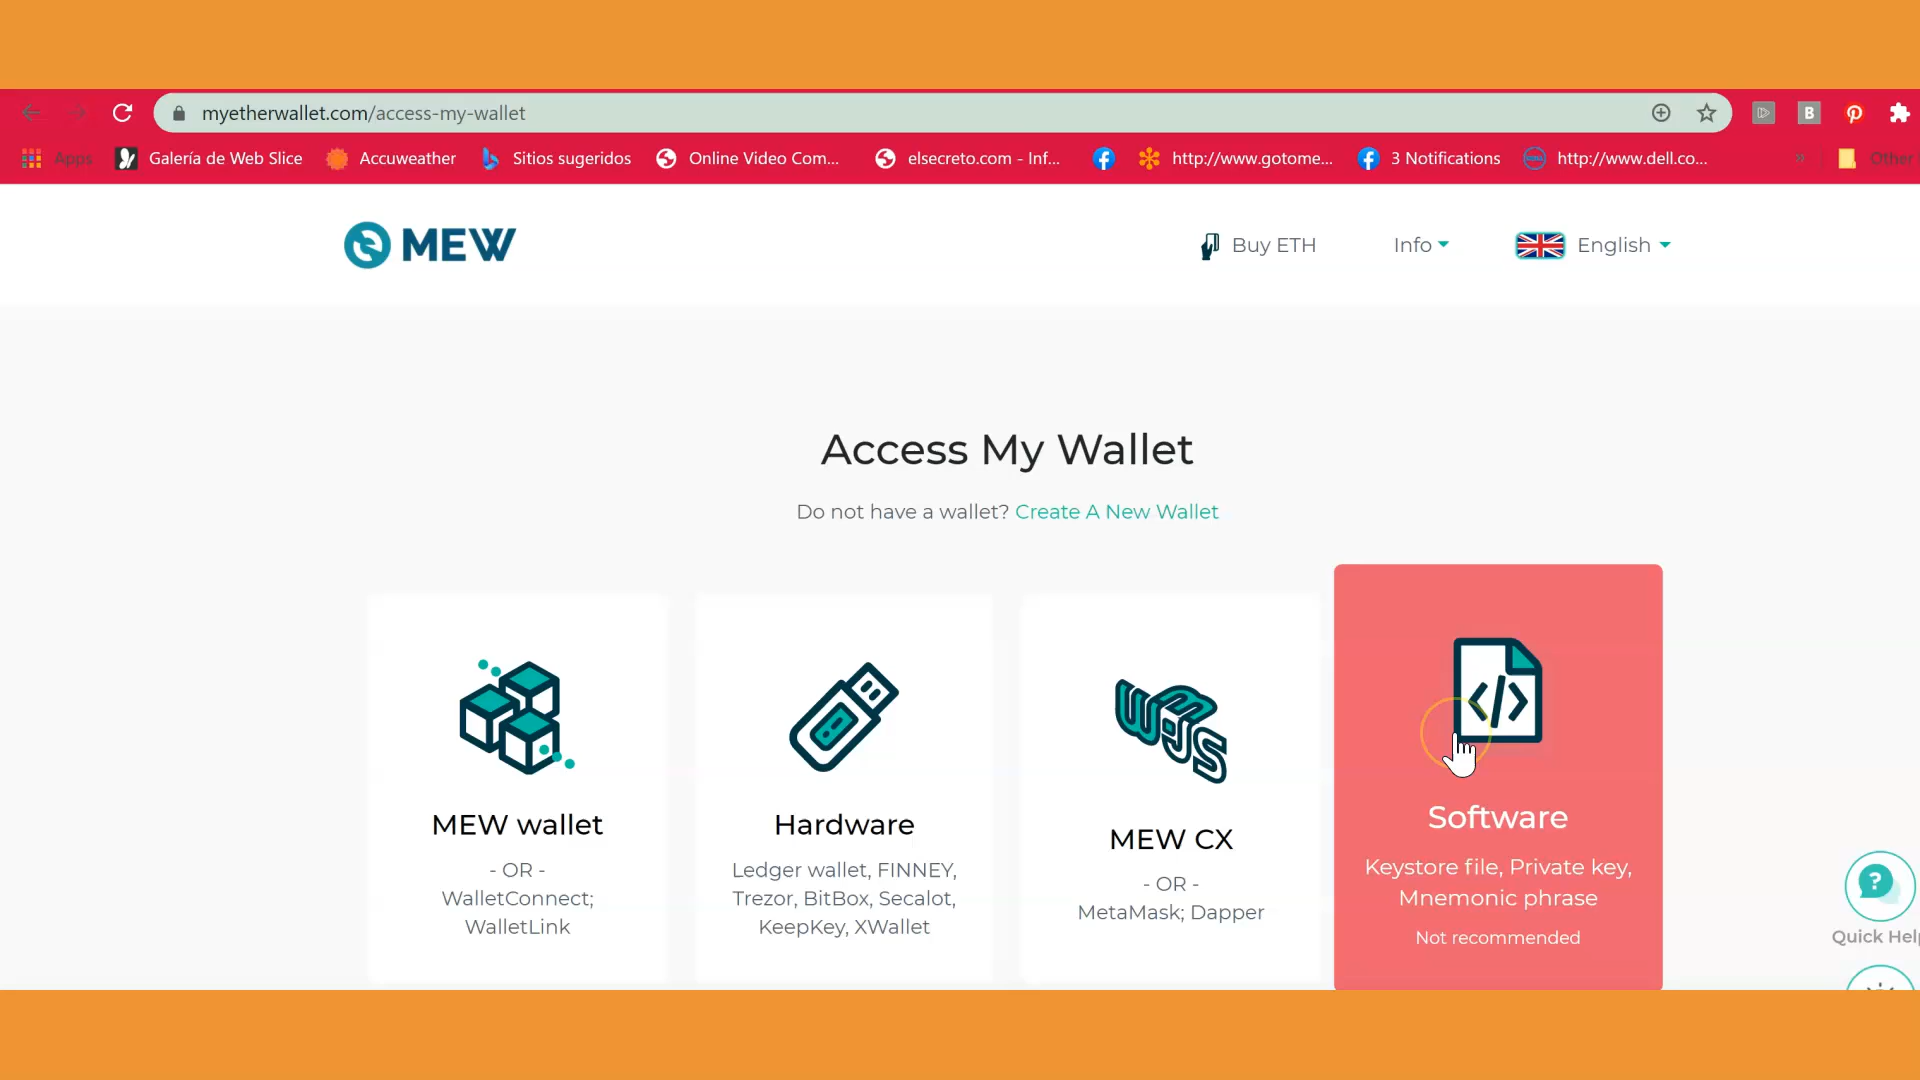 myetherwallet.com/access-my-wallet
Apps Galería de Web Slice Accuweather Sitios sugeridos Online Video Com... elsecreto.com - Inf... http://www.gotome... 3 Notifications http://www.dell.co... » Other
MEW
Buy ETH Info English
Access My Wallet
Do not have a wallet? Create A New Wallet
MEW wallet
- OR -
WalletConnect;
WalletLink
Hardware
Ledger wallet, FINNEY,
Trezor, BitBox, Secalot,
KeepKey, XWallet
MEW CX
- OR -
MetaMask; Dapper
Software
Keystore file, Private key,
Mnemonic phrase
Not recommended
?
Quick Help